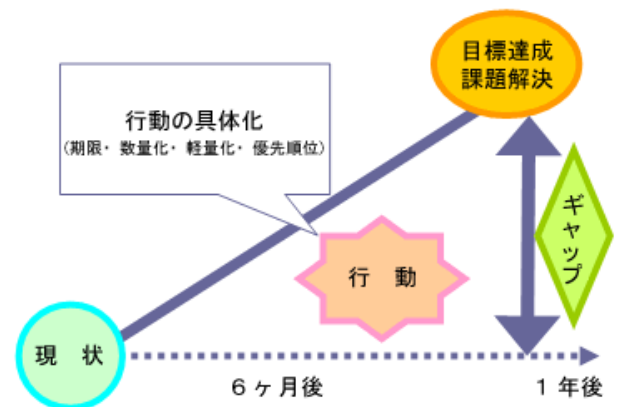 目標達成
課題解決
行動の具体化
(期限・数量化・軽量化・優先順位)
ギャップ
行 動
現 状
6ヶ月後
1年後